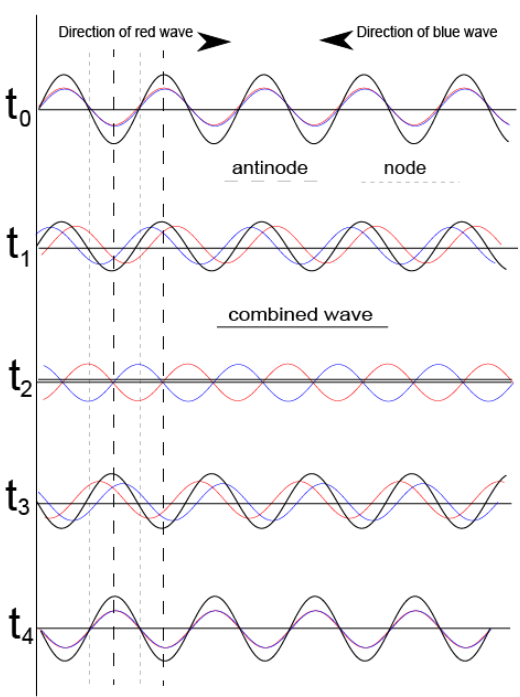 Direction of red wave
Direction of blue wave
t0
antinode
node
t1
combined wave
t2
t3
t4